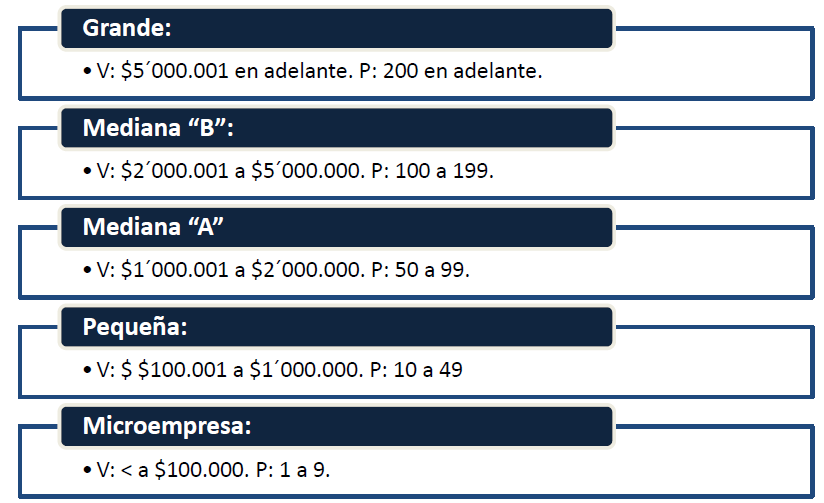 Grande:
• V: $5´000.001 en adelante. P: 200 en adelante.
Mediana “B”:
• V: $2´000.001 a $5´000.000. P: 100 a 199.
Mediana “A”
• V: $1´000.001 a $2´000.000. P: 50 a 99.
Pequeña:
• V: $ $100.001 a $1´000.000. P: 10 a 49
Microempresa:
• V: < a $100.000. P: 1 a 9.